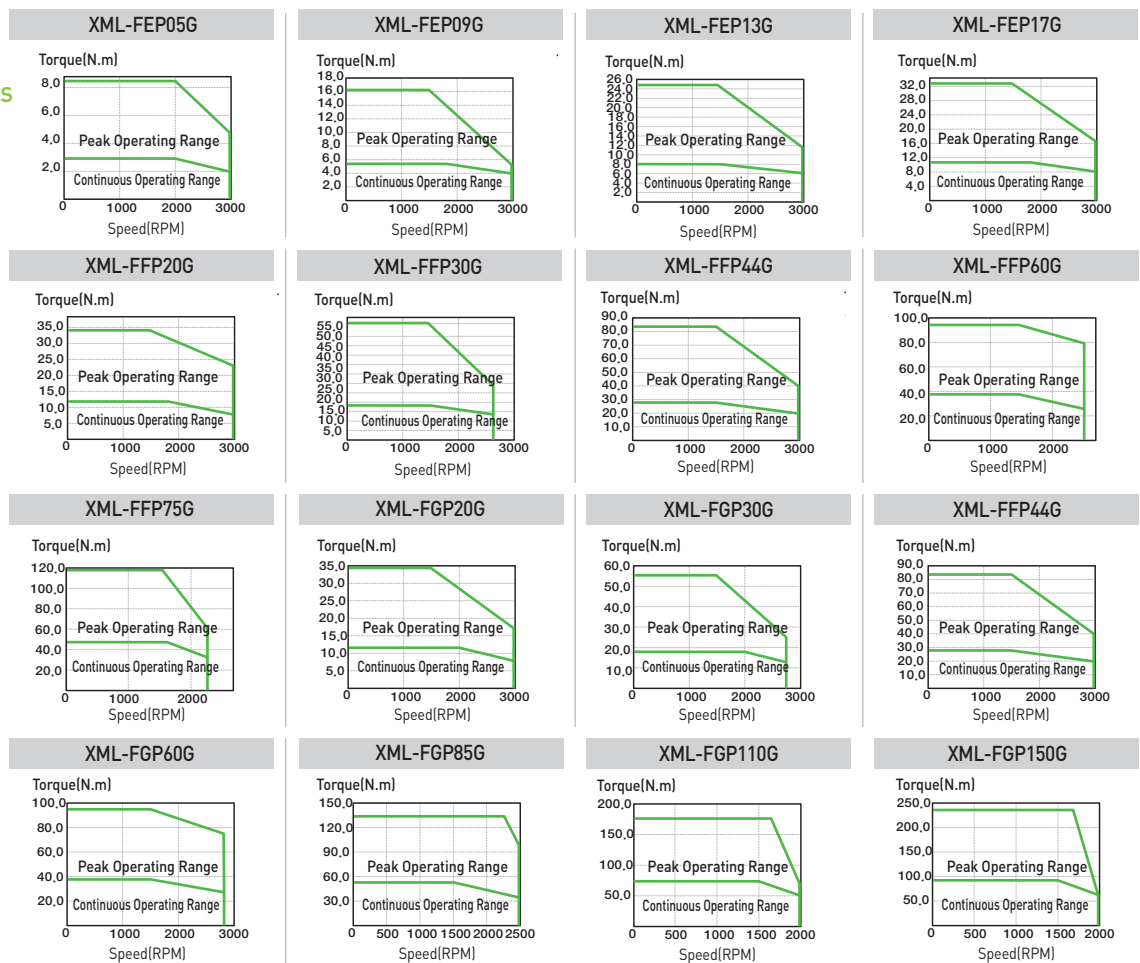 S
XML-FEP05G
Torque(N.m)
8,0
6,0
4,0
2,0
Peak Operating Range
Continuous Operating Range
0 1000 2000 3000
Speed(RPM)
XML-FEP09G
Torque(N.m)
18,0
16,0
14,0
12,0
10,0
8,0
6,0
4,0
2,0
Peak Operating Range
Continuous Operating Range
0 1000 2000 3000
Speed(RPM)
XML-FEP13G
Torque(N.m)
26,0
24,0
22,0
20,0
18,0
16,0
14,0
12,0
10,0
8,0
6,0
4,0
2,0
Peak Operating Range
Continuous Operating Range
0 1000 2000 3000
Speed(RPM)
XML-FEP17G
Torque(N.m)
32,0
28,0
24,0
20,0
16,0
12,0
8,0
4,0
Peak Operating Range
Continuous Operating Range
0 1000 2000 3000
Speed(RPM)
XML-FFP20G
Torque(N.m)
35,0
30,0
25,0
20,0
15,0
10,0
5,0
Peak Operating Range
Continuous Operating Range
0 1000 2000 3000
Speed(RPM)
XML-FFP30G
Torque(N.m)
55,0
50,0
45,0
40,0
35,0
30,0
25,0
20,0
15,0
10,0
5,0
Peak Operating Range
Continuous Operating Range
0 1000 2000 3000
Speed(RPM)
XML-FFP44G
Torque(N.m)
90,0
80,0
70,0
60,0
50,0
40,0
30,0
20,0
10,0
Peak Operating Range
Continuous Operating Range
0 1000 2000 3000
Speed(RPM)
XML-FFP60G
Torque(N.m)
100,0
80,0
60,0
40,0
20,0
Peak Operating Range
Continuous Operating Range
0 1000 2000
Speed(RPM)
XML-FFP75G
Torque(N.m)
120,0
100,0
80,0
60,0
40,0
20,0
Peak Operating Range
Continuous Operating Range
0 1000 2000
Speed(RPM)
XML-FGP20G
Torque(N.m)
35,0
30,0
25,0
20,0
15,0
10,0
5,0
Peak Operating Range
Continuous Operating Range
0 1000 2000 3000
Speed(RPM)
XML-FGP30G
Torque(N.m)
60,0
50,0
40,0
30,0
20,0
10,0
Peak Operating Range
Continuous Operating Range
0 1000 2000 3000
Speed(RPM)
XML-FFP44G
Torque(N.m)
90,0
80,0
70,0
60,0
50,0
40,0
30,0
20,0
10,0
Peak Operating Range
Continuous Operating Range
0 1000 2000 3000
Speed(RPM)
XML-FGP60G
Torque(N.m)
100,0
80,0
60,0
40,0
20,0
Peak Operating Range
Continuous Operating Range
0 1000 2000 3000
Speed(RPM)
XML-FGP85G
Torque(N.m)
150,0
120,0
90,0
60,0
30,0
Peak Operating Range
Continuous Operating Range
0 500 1000 1500 2000 2500
Speed(RPM)
XML-FGP110G
Torque(N.m)
200,0
150,0
100,0
50,0
Peak Operating Range
Continuous Operating Range
0 500 1000 1500 2000
Speed(RPM)
XML-FGP150G
Torque(N.m)
250,0
200,0
150,0
100,0
50,0
Peak Operating Range
Continuous Operating Range
0 500 1000 1500 2000
Speed(RPM)